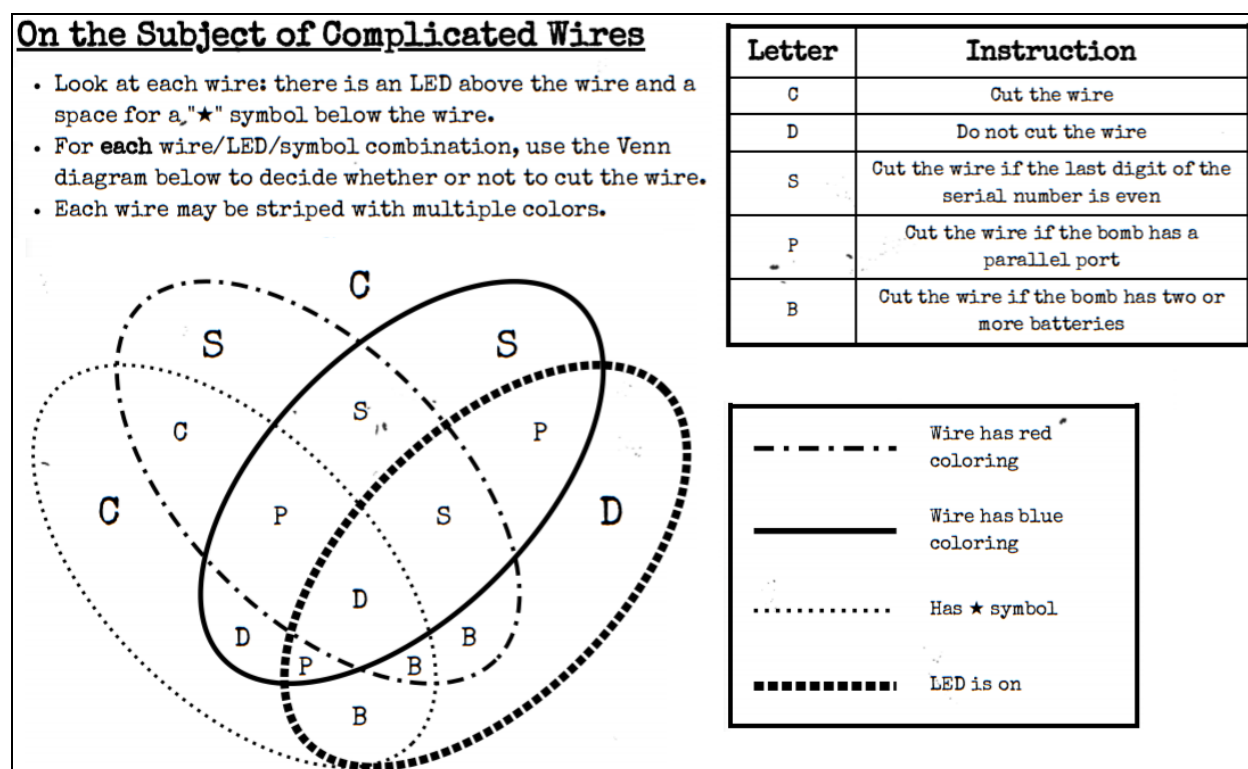 On the Subject of Complicated Wires
• Look at each wire: there is an LED above the wire and a
space for a "★" symbol below the wire.
• For each wire/LED/symbol combination, use the Venn
diagram below to decide whether or not to cut the wire.
• Each wire may be striped with multiple colors.
Letter Instruction
C Cut the wire
D Do not cut the wire
S Cut the wire if the last digit of the
serial number is even
P Cut the wire if the bomb has a
parallel port
B Cut the wire if the bomb has two or
more batteries
C
S S
S
C P
C P S D
D
D B
P B
B
Wire has red
coloring
Wire has blue
coloring
Has ★ symbol
LED is on